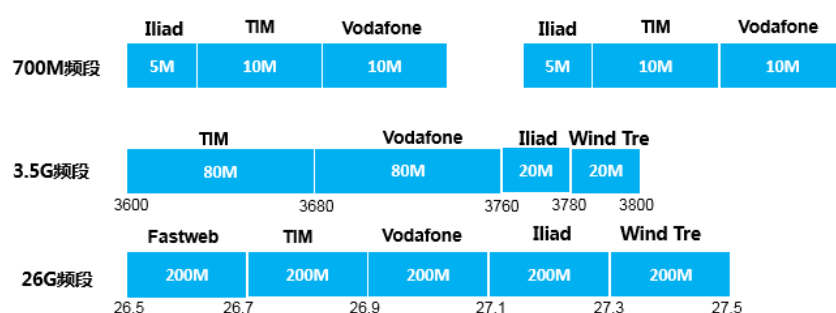 Iliad TIM Vodafone Iliad TIM Vodafone
700M频段 5M 10M 10M 5M 10M 10M
TIM Vodafone Iliad Wind Tre
3.5G频段 80M 80M 20M 20M
3600 3680 3760 3780 3800
Fastweb TIM Vodafone Iliad Wind Tre
26G频段 200M 200M 200M 200M 200M
26.5 26.7 26.9 27.1 27.3 27.5